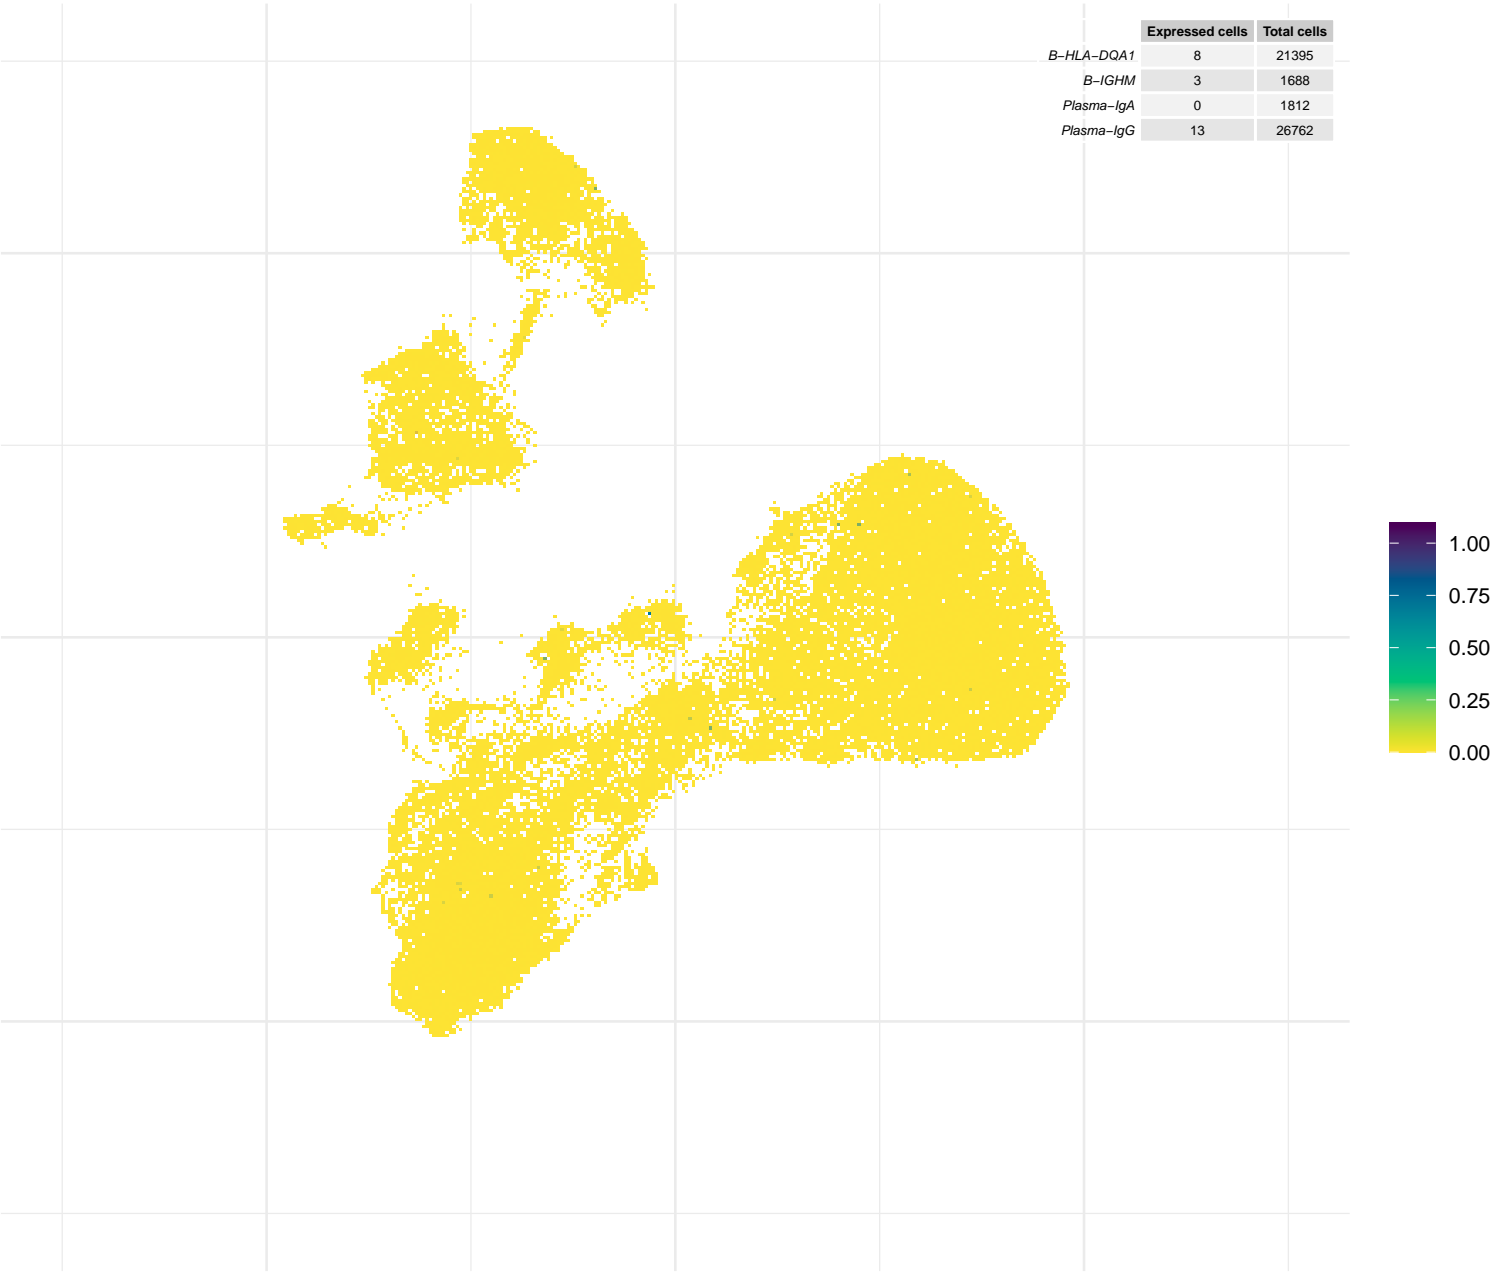 Expressed cells Total cells
B−HLA−DQA1 8 21395
B−IGHM 3 1688
Plasma−IgA 0 1812
Plasma−IgG 13 26762
1.00
0.75
0.50
0.25
0.00